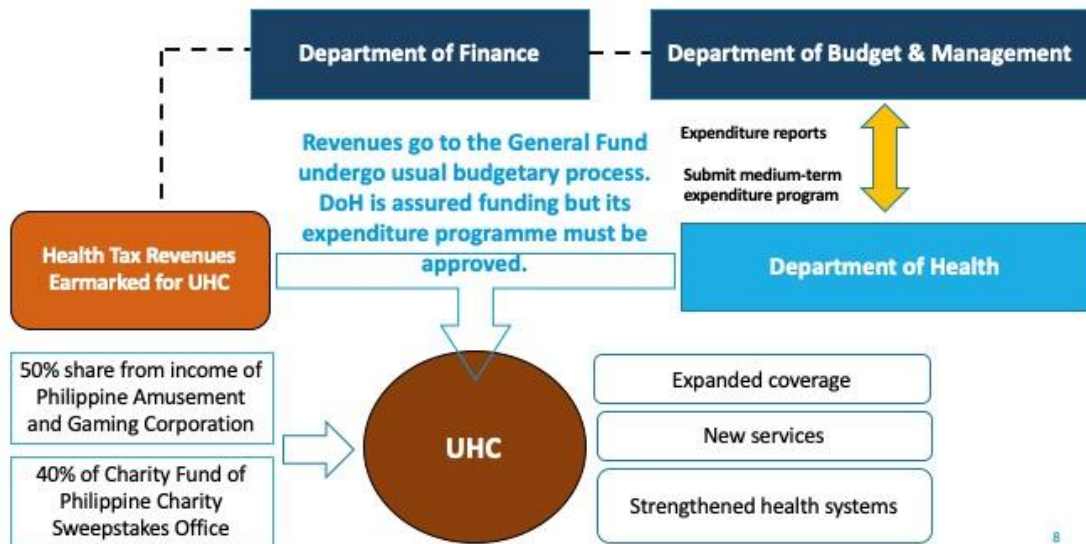 Department of Finance
Department of Budget & Management
Revenues go to the General Fund
undergo usual budgetary process.
DoH is assured funding but its
expenditure programme must be
approved.
Expenditure reports
Submit medium-term
expenditure program
Health Tax Revenues
Earmarked for UHC
Department of Health
50% share from income of
Philippine Amusement
and Gaming Corporation
40% of Charity Fund of
Philippine Charity
Sweepstakes Office
UHC
Expanded coverage
New services
Strengthened health systems
8